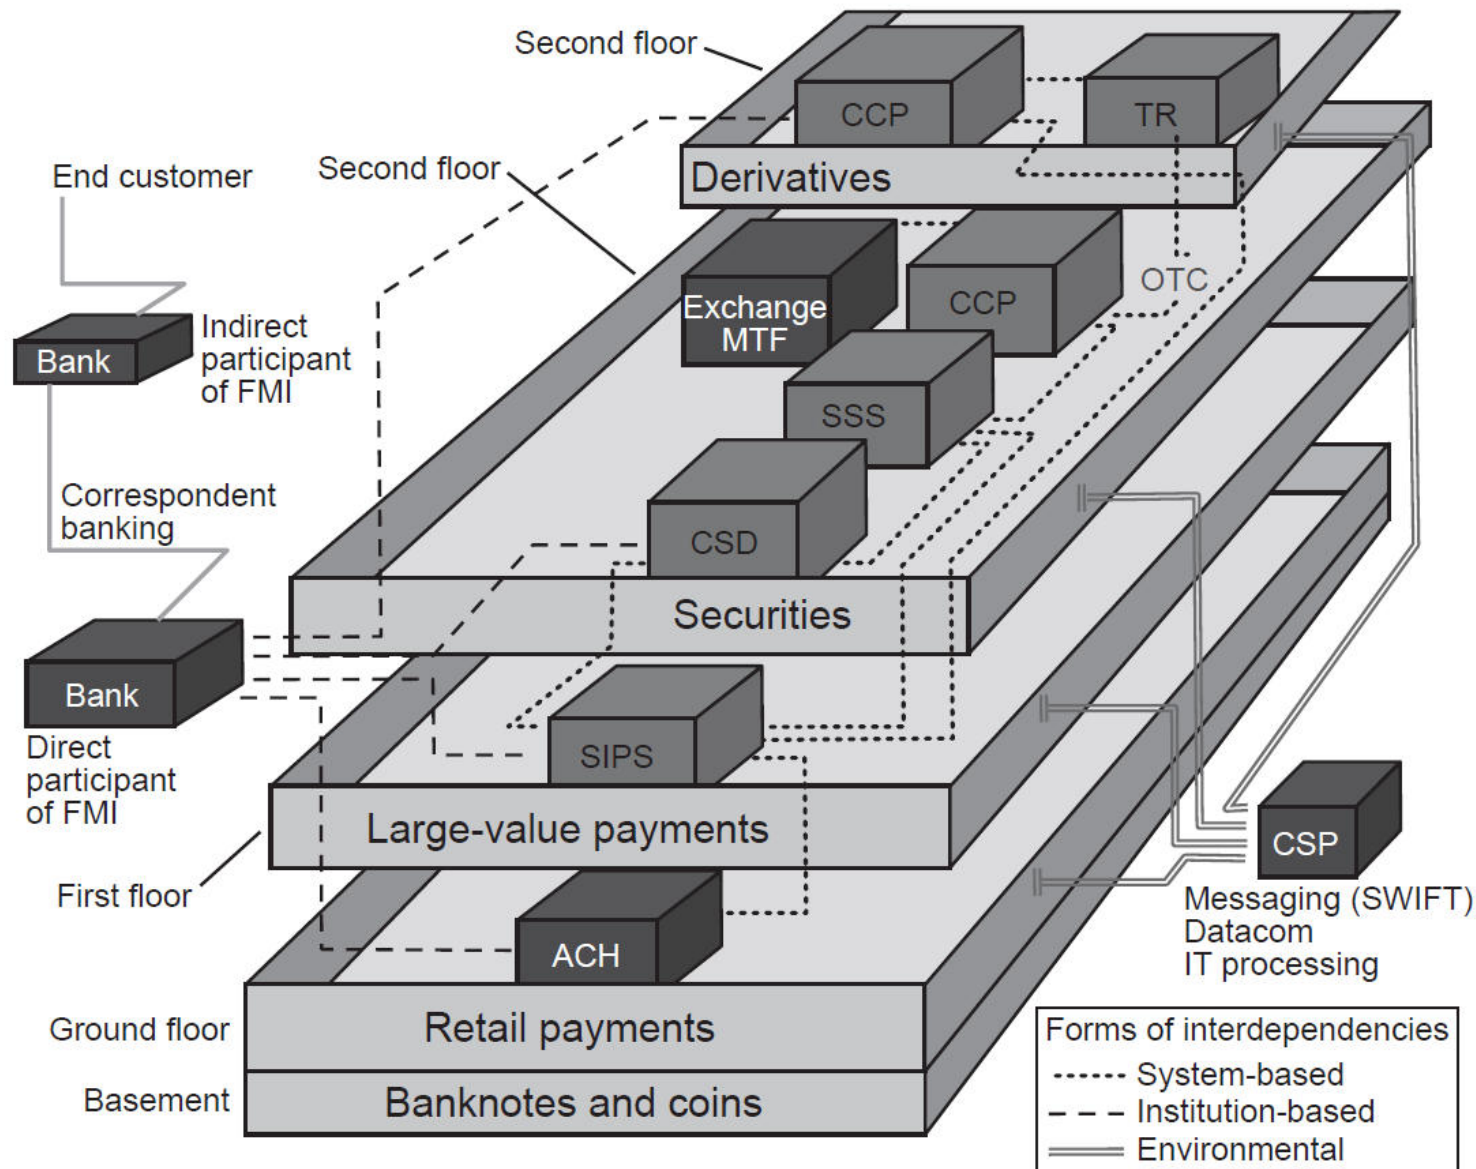 Second floor
CCP
TR
Derivatives
Second floor
End customer
Exchange
MTF
CCP
OTC
Bank
Indirect
participant
of FMI
SSS
Correspondent
banking
CSD
Securities
Bank
Direct
participant
of FMI
SIPS
Large-value payments
First floor
CSP
Messaging (SWIFT)
Datacom
IT processing
ACH
Ground floor
Retail payments
Basement
Banknotes and coins
Forms of interdependencies
System-based
Institution-based
Environmental